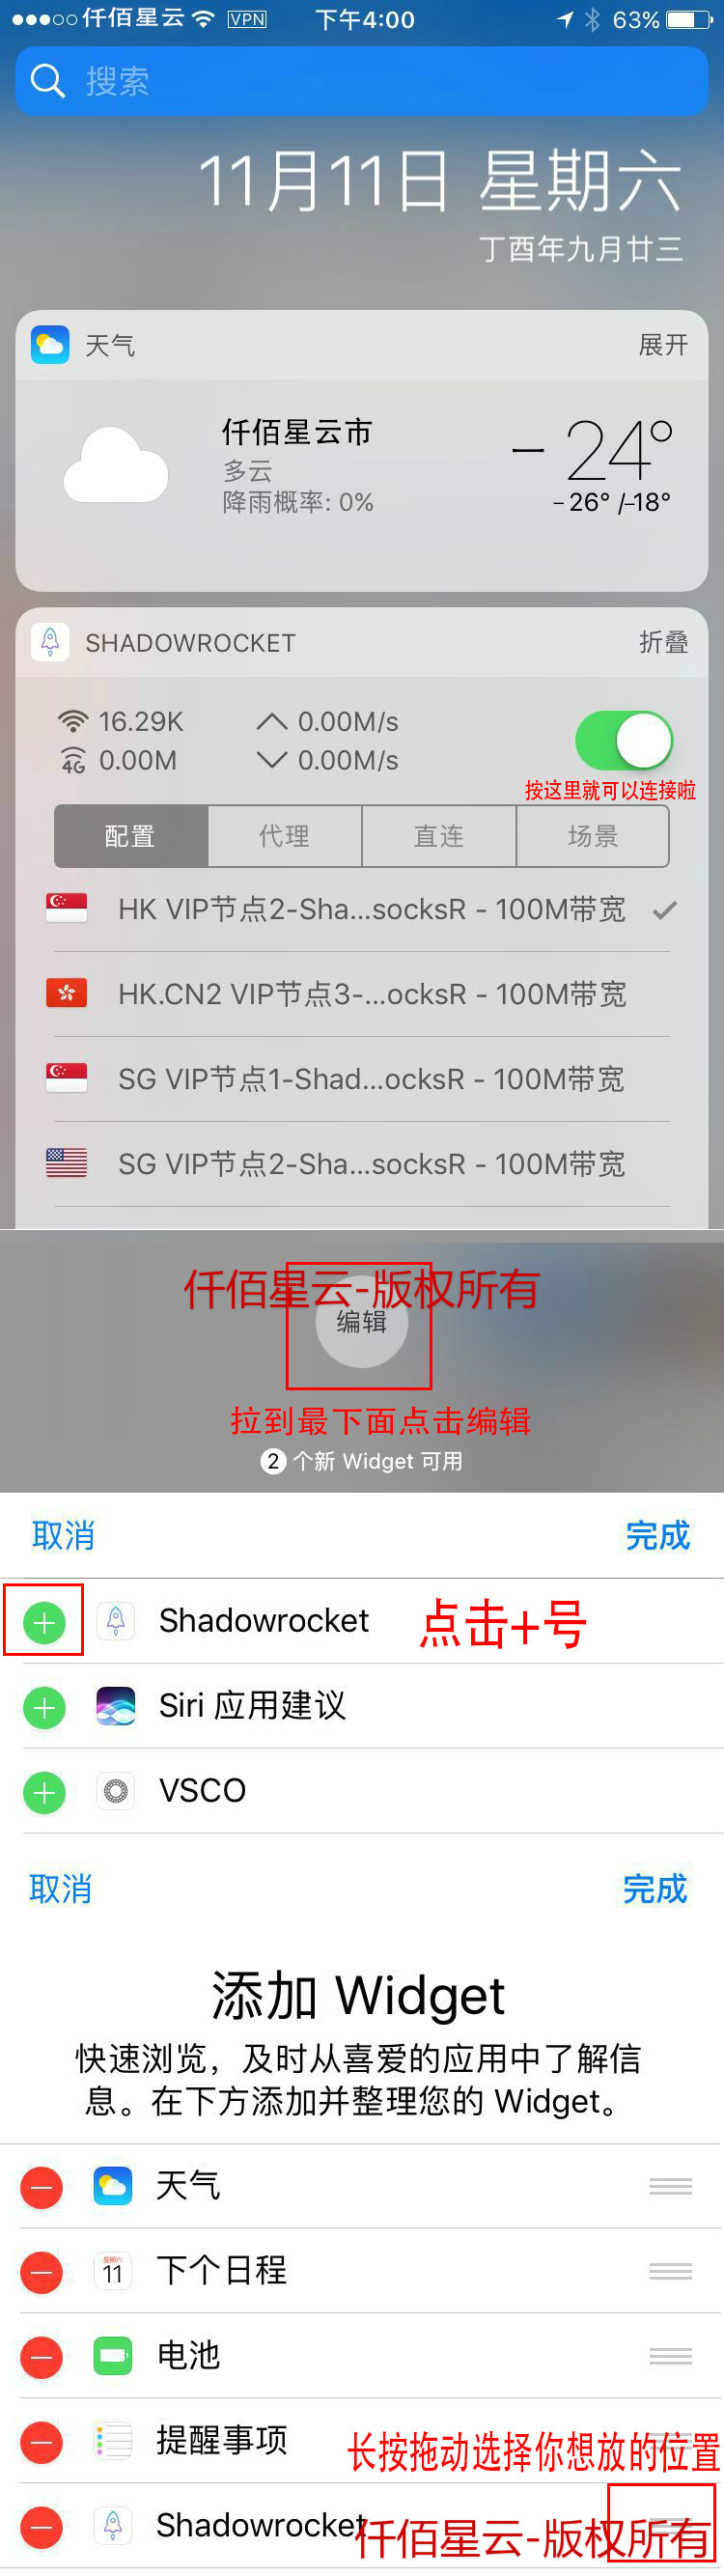 仟佰星云 VPN 下午4:00 63%
搜索
11月11日 星期六
丁酉年九月廿三
天气 展开
仟佰星云市
多云
降雨概率: 0%
－24°
－26° /-18°
SHADOWROCKET 折叠
16.29K 0.00M/s
4G 0.00M 0.00M/s
按这里就可以连接啦
配置 代理 直连 场景
HK VIP节点2-Sha...socksR - 100M带宽
HK.CN2 VIP节点3-...ocksR - 100M带宽
SG VIP节点1-Shad...ocksR - 100M带宽
SG VIP节点2-Sha...socksR - 100M带宽
仟佰星云-版权所有
编辑
拉到最下面点击编辑
2 个新 Widget 可用
取消 完成
Shadowrocket 点击+号
Siri 应用建议
VSCO
取消 完成
添加 Widget
快速浏览，及时从喜爱的应用中了解信
息。在下方添加并整理您的 Widget。
天气
星期六
11
下个日程
电池
提醒事项
长按拖动选择你想放的位置
Shadowrocket
仟佰星云-版权所有